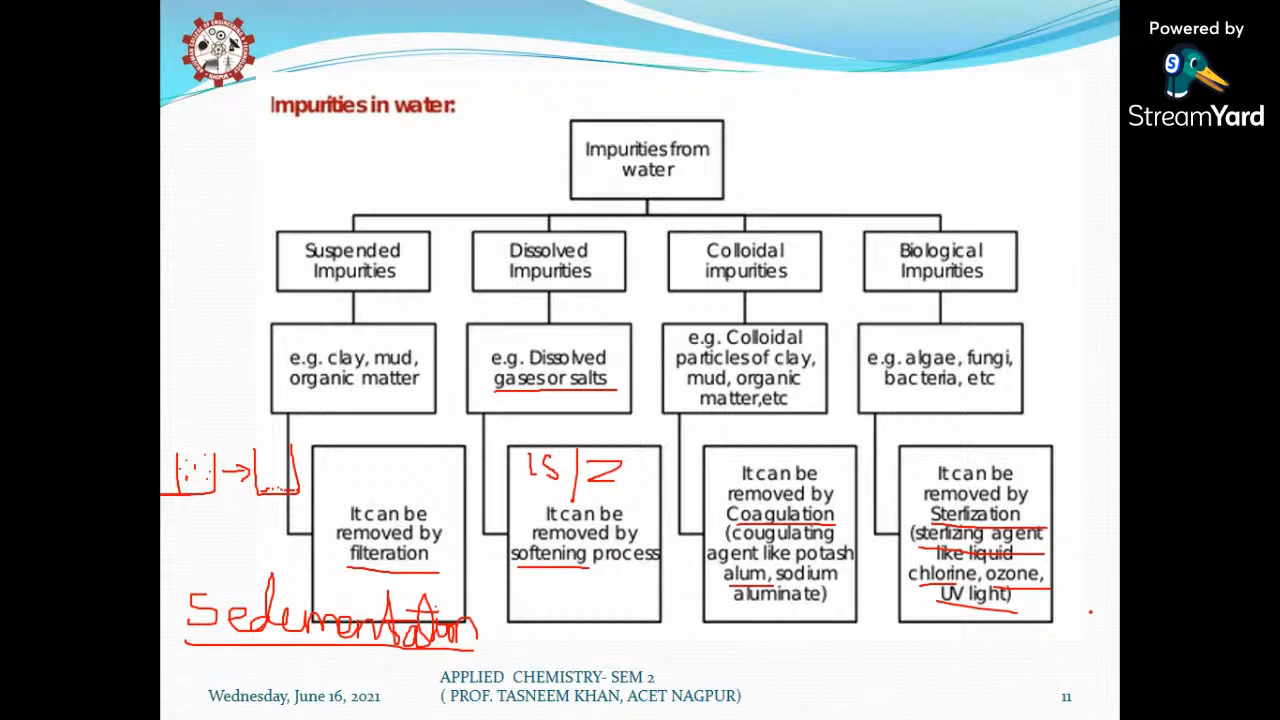 Powered by
StreamYard
Impurities in water:
Impurities from
water
Suspended
Impurities
Dissolved
Impurities
Colloidal
impurities
Biological
Impurities
e.g. clay, mud,
organic matter
e.g. Dissolved
gases or salts
e.g. Colloidal
particles of clay,
mud, organic
matter,etc
e.g. algae, fungi,
bacteria, etc
It can be
removed by
filteration
LS/Z
It can be
removed by
softening process
It can be
removed by
Coagulation
(cougulating
agent like potash
alum, sodium
aluminate)
It can be
removed by
Sterlization
(sterlizing agent
like liquid
chlorine, ozone,
UV light)
Sedementation
APPLIED CHEMISTRY- SEM 2
Wednesday, June 16, 2021
( PROF. TASNEEM KHAN, ACET NAGPUR)
11